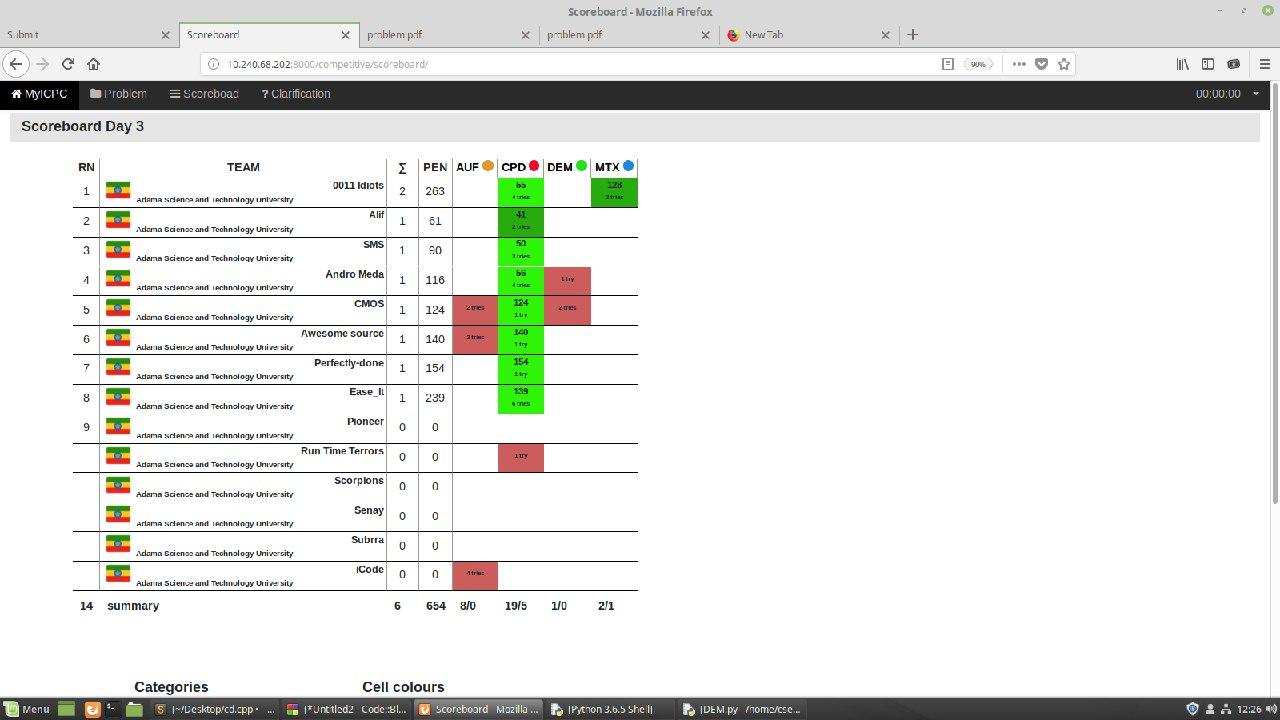 Scoreboard - Mozilla Firefox
Submit
Scoreboard
problem.pdf
problem.pdf
New Tab
10.240.68.202:8000/competitive/scoreboard/
90%
MyICPC Problem Scoreboad ? Clarification 00:00:00
Scoreboard Day 3
RN TEAM Σ PEN AUF CPD DEM MTX
1 0011 Idiots Adama Science and Technology University 2 263 55 4 tries 128
2 Alif Adama Science and Technology University 1 61 41 2 tries
3 SMS Adama Science and Technology University 1 90 50 tries
4 Andro Meda Adama Science and Technology University 1 116 56 4 tries 1 try
5 CMOS Adama Science and Technology University 1 124 2 tries 124 1 try 2 tries
6 Awesome source Adama Science and Technology University 1 140 tries 140 1 try
7 Perfectly-done Adama Science and Technology University 1 154 154 1 try
8 Ease_It Adama Science and Technology University 1 239 139 6 tries
9 Pioneer Adama Science and Technology University 0 0
Run Time Terrors Adama Science and Technology University 0 0 1 try
Scorpions Adama Science and Technology University 0 0
Senay Adama Science and Technology University 0 0
Subrra Adama Science and Technology University 0 0
iCode Adama Science and Technology University 0 0 4 tries
14 summary 6 654 8/0 19/5 1/0 2/1
Categories Cell colours
Menu
[~/Desktop/cd.cpp • - ...
[*Untitled2 - Code::Bl...
Scoreboard - Mozilla ...
[Python 3.6.5 Shell]
[DEM.py - /home/cse...
12:26